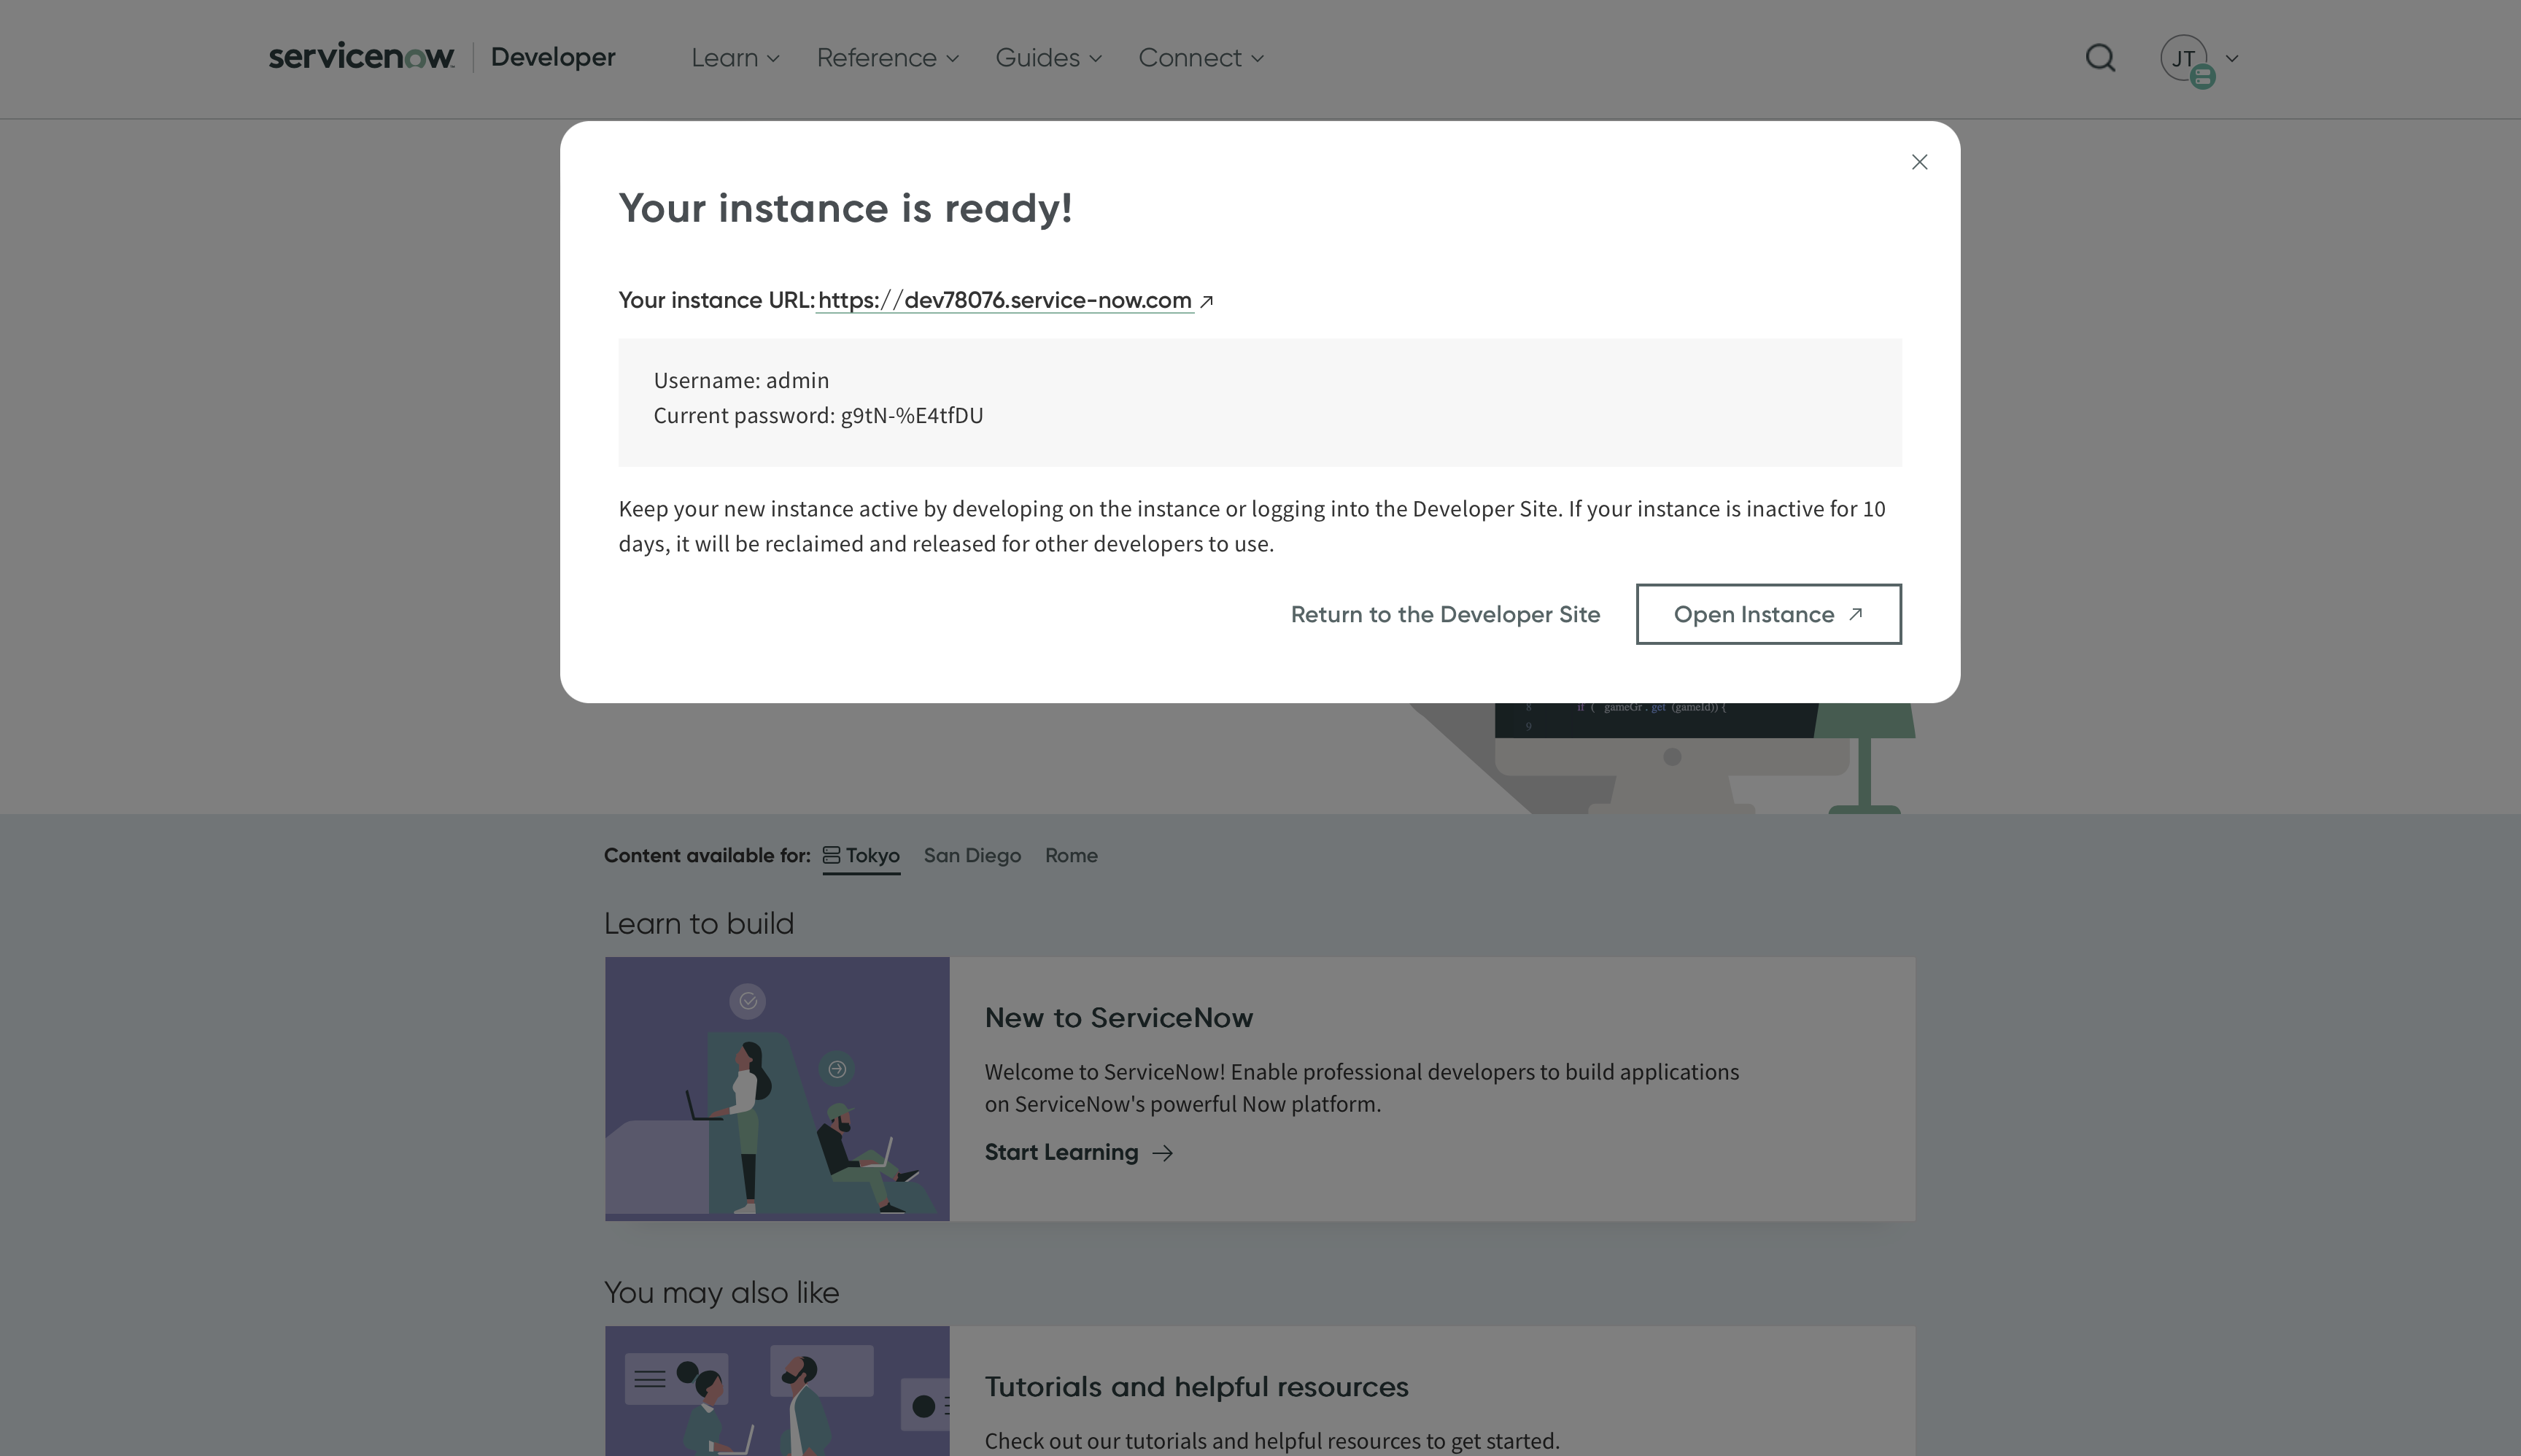 servicenow Developer Learn Reference Guides Connect JT
Your instance is ready!
Your instance URL: https://dev78076.service-now.com
Username: admin
Current password: g9tN-%E4tfDU
Keep your new instance active by developing on the instance or logging into the Developer Site. If your instance is inactive for 10
days, it will be reclaimed and released for other developers to use.
Return to the Developer Site Open Instance
8 if ( gameGr . get (gameId)) {
9
Content available for: Tokyo San Diego Rome
Learn to build
New to ServiceNow
Welcome to ServiceNow! Enable professional developers to build applications
on ServiceNow's powerful Now platform.
Start Learning
You may also like
Tutorials and helpful resources
Check out our tutorials and helpful resources to get started.